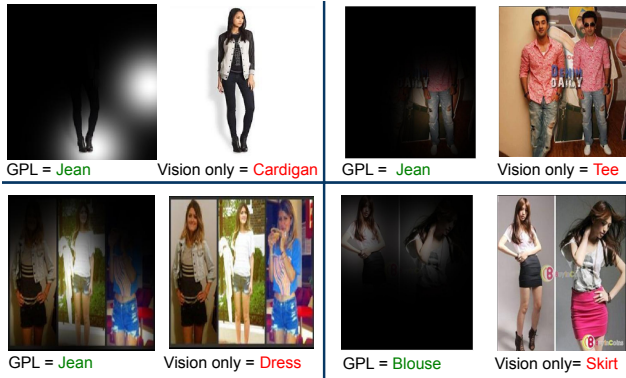 GPL = Jean
Vision only = Cardigan
DAILY
GPL = Jean
Vision only = Tee
GPL = Jean
Vision only = Dress
GPL = Blouse
Vision only= Skirt